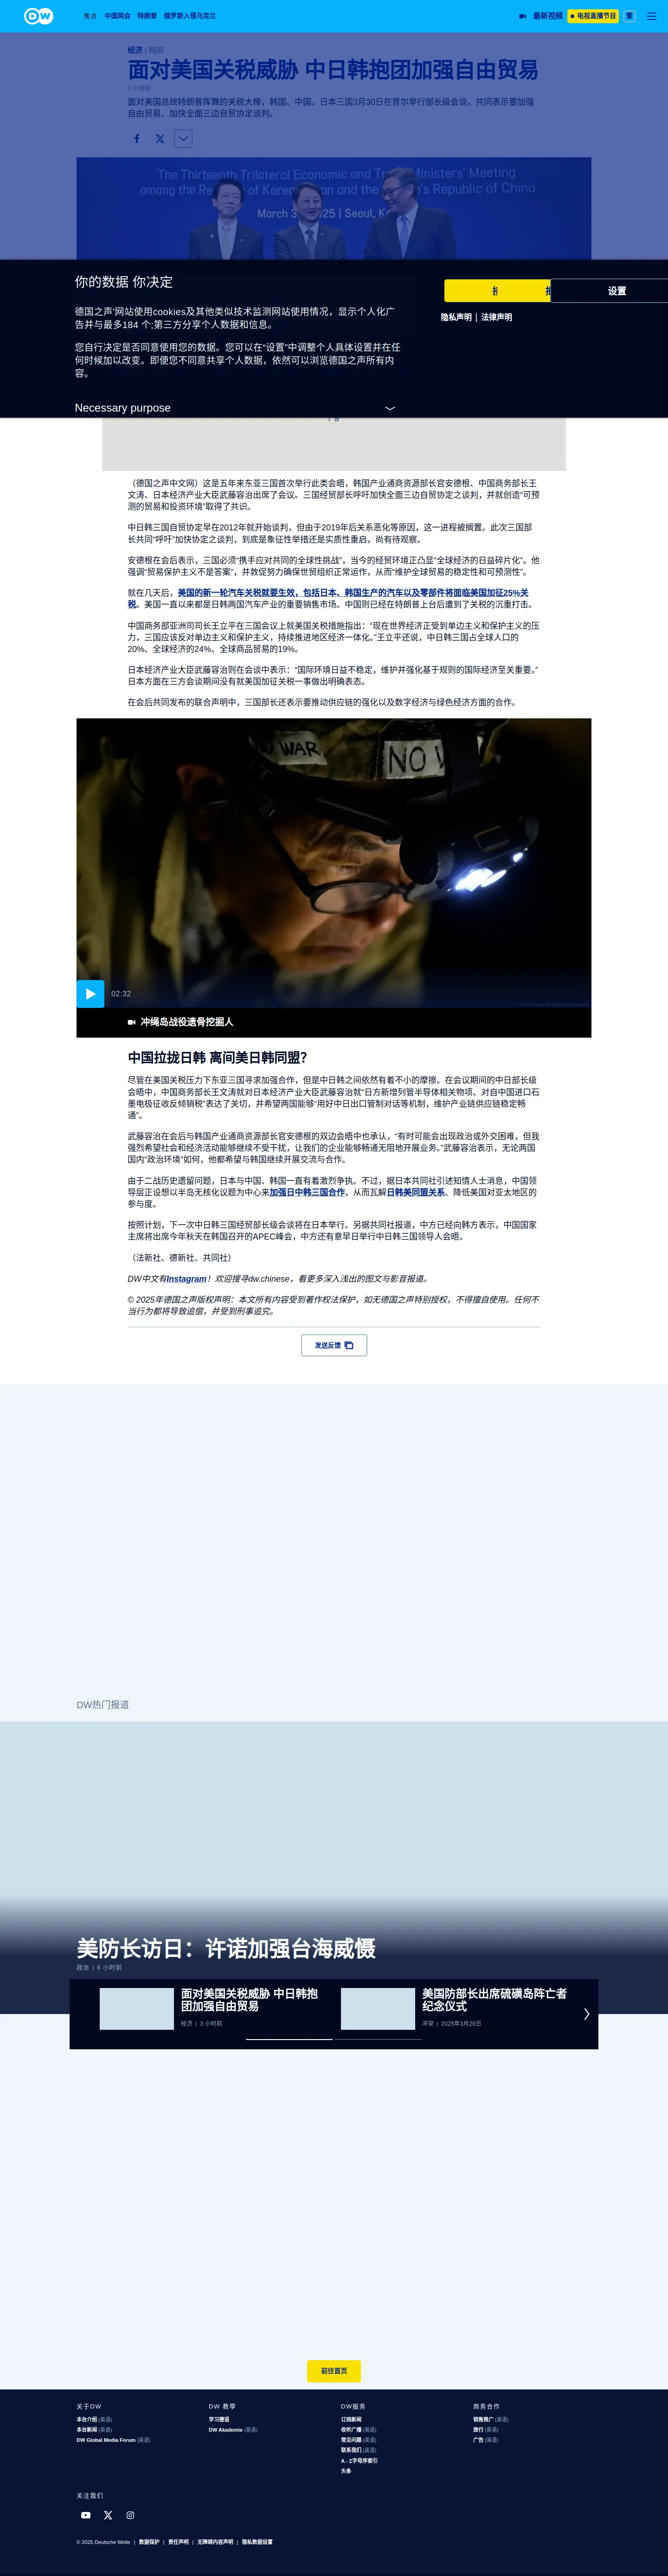 DW
焦点 中国两会 特朗普 俄罗斯入侵乌克兰
最新视频 电视直播节目 繁
经济 | 韩国
面对美国关税威胁 中日韩抱团加强自由贸易
3 小时前
面对美国总统特朗普挥舞的关税大棒，韩国、中国、日本三国3月30日在首尔举行部长级会谈，共同表示要加强
自由贸易、加快全面三边自贸协定谈判。
The Thirteenth Trilateral Economic and Trade Ministers' Meeting
among the Republic of Korea, Japan and the People's Republic of China
March 30, 2025 | Seoul, Korea
你的数据 你决定
德国之声'网站使用cookies及其他类似技术监测网站使用情况，显示个人化广
告并与最多184 个;第三方分享个人数据和信息。
您自行决定是否同意使用您的数据。您可以在“设置”中调整个人具体设置并在任
何时候加以改变。即便您不同意共享个人数据，依然可以浏览德国之声所有内
容。
Necessary purpose
设置
隐私声明 | 法律声明
（德国之声中文网）这是五年来东亚三国首次举行此类会晤，韩国产业通商资源部长官安德根、中国商务部长王
文涛、日本经济产业大臣武藤容治出席了会议。三国经贸部长呼吁加快全面三边自贸协定之谈判，并就创造“可预
测的贸易和投资环境”取得了共识。
中日韩三国自贸协定早在2012年就开始谈判，但由于2019年后关系恶化等原因，这一进程被搁置。此次三国部
长共同“呼吁”加快协定之谈判，到底是象征性举措还是实质性重启，尚有待观察。
安德根在会后表示，三国必须“携手应对共同的全球性挑战”，当今的经贸环境正凸显“全球经济的日益碎片化”。他
强调“贸易保护主义不是答案”，并敦促努力确保世贸组织正常运作，从而“维护全球贸易的稳定性和可预测性”。
就在几天后，美国的新一轮汽车关税就要生效，包括日本、韩国生产的汽车以及零部件将面临美国加征25%关
税。美国一直以来都是日韩两国汽车产业的重要销售市场。中国则已经在特朗普上台后遭到了关税的沉重打击。
中国商务部亚洲司司长王立平在三国会议上就美国关税措施指出：“现在世界经济正受到单边主义和保护主义的压
力，三国应该反对单边主义和保护主义，持续推进地区经济一体化。”王立平还说，中日韩三国占全球人口的
20%、全球经济的24%、全球商品贸易的19%。
日本经济产业大臣武藤容治则在会谈中表示：“国际环境日益不稳定，维护并强化基于规则的国际经济至关重要。”
日本方面在三方会谈期间没有就美国加征关税一事做出明确表态。
在会后共同发布的联合声明中，三国部长还表示要推动供应链的强化以及数字经济与绿色经济方面的合作。
NO WAR
NO
02:32
冲绳岛战役遗骨挖掘人
中国拉拢日韩 离间美日韩同盟？
尽管在美国关税压力下东亚三国寻求加强合作，但是中日韩之间依然有着不小的摩擦。在会议期间的中日部长级
会晤中，中国商务部长王文涛就对日本经济产业大臣武藤容治就“日方新增列管半导体相关物项、对自中国进口石
墨电极征收反倾销税”表达了关切，并希望两国能够“用好中日出口管制对话等机制，维护产业链供应链稳定畅
通”。
武藤容治在会后与韩国产业通商资源部长官安德根的双边会晤中也承认，“有时可能会出现政治或外交困难，但我
强烈希望社会和经济活动能够继续不受干扰，让我们的企业能够畅通无阻地开展业务。”武藤容治表示，无论两国
国内“政治环境”如何，他都希望与韩国继续开展交流与合作。
由于二战历史遗留问题，日本与中国、韩国一直有着激烈争执。不过，据日本共同社引述知情人士消息，中国领
导层正设想以半岛无核化议题为中心来加强日中韩三国合作，从而瓦解日韩美同盟关系、降低美国对亚太地区的
参与度。
按照计划，下一次中日韩三国经贸部长级会谈将在日本举行。另据共同社报道，中方已经向韩方表示，中国国家
主席将出席今年秋天在韩国召开的APEC峰会，中方还有意早日举行中日韩三国领导人会晤。
（法新社、德新社、共同社）
DW中文有Instagram！欢迎搜寻dw.chinese，看更多深入浅出的图文与影音报道。
© 2025年德国之声版权声明：本文所有内容受到著作权法保护，如无德国之声特别授权，不得擅自使用。任何不
当行为都将导致追偿，并受到刑事追究。
发送反馈
DW热门报道
美防长访日：许诺加强台海威慑
政治 | 6 小时前
面对美国关税威胁 中日韩抱
团加强自由贸易
经济 | 3 小时前
美国防部长出席硫磺岛阵亡者
纪念仪式
冲突 | 2025年3月29日
前往首页
关于DW
本台介绍 (英语)
本台新闻 (英语)
DW Global Media Forum (英语)
DW 教學
学习德语
DW Akademie (英语)
DW服务
订阅新闻
收听广播 (英语)
常见问题 (英语)
联系我们 (英语)
A - Z字母序索引
头条
商务合作
销售推广 (英语)
旅行 (英语)
广告 (英语)
关注我们
© 2025 Deutsche Welle | 数据保护 | 责任声明 | 无障碍内容声明 | 隐私数据设置